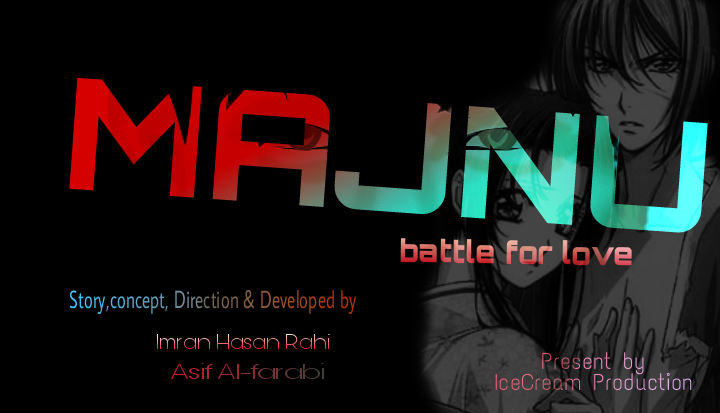 MAJNU
battle for love
Story,concept, Direction & Developed by
Imran Hasan Rahi
Asif Al-farabi
Present by
IceCream Production